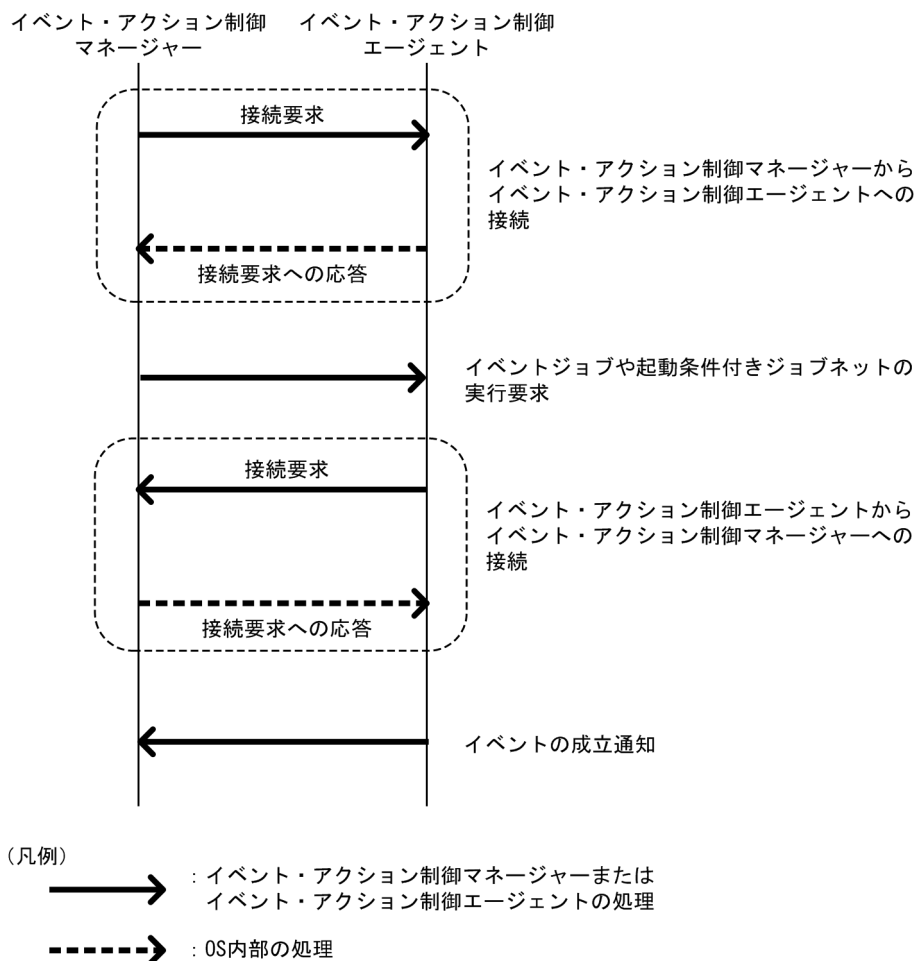 イベント・アクション制御
マネージャー
イベント・アクション制御
エージェント
接続要求
イベント・アクション制御マネージャーから
イベント・アクション制御エージェントへの
接続
接続要求への応答
イベントジョブや起動条件付きジョブネットの
実行要求
接続要求
イベント・アクション制御エージェントから
イベント・アクション制御マネージャーへの
接続
接続要求への応答
イベントの成立通知
(凡例)
:イベント・アクション制御マネージャーまたは
イベント・アクション制御エージェントの処理
:OS内部の処理